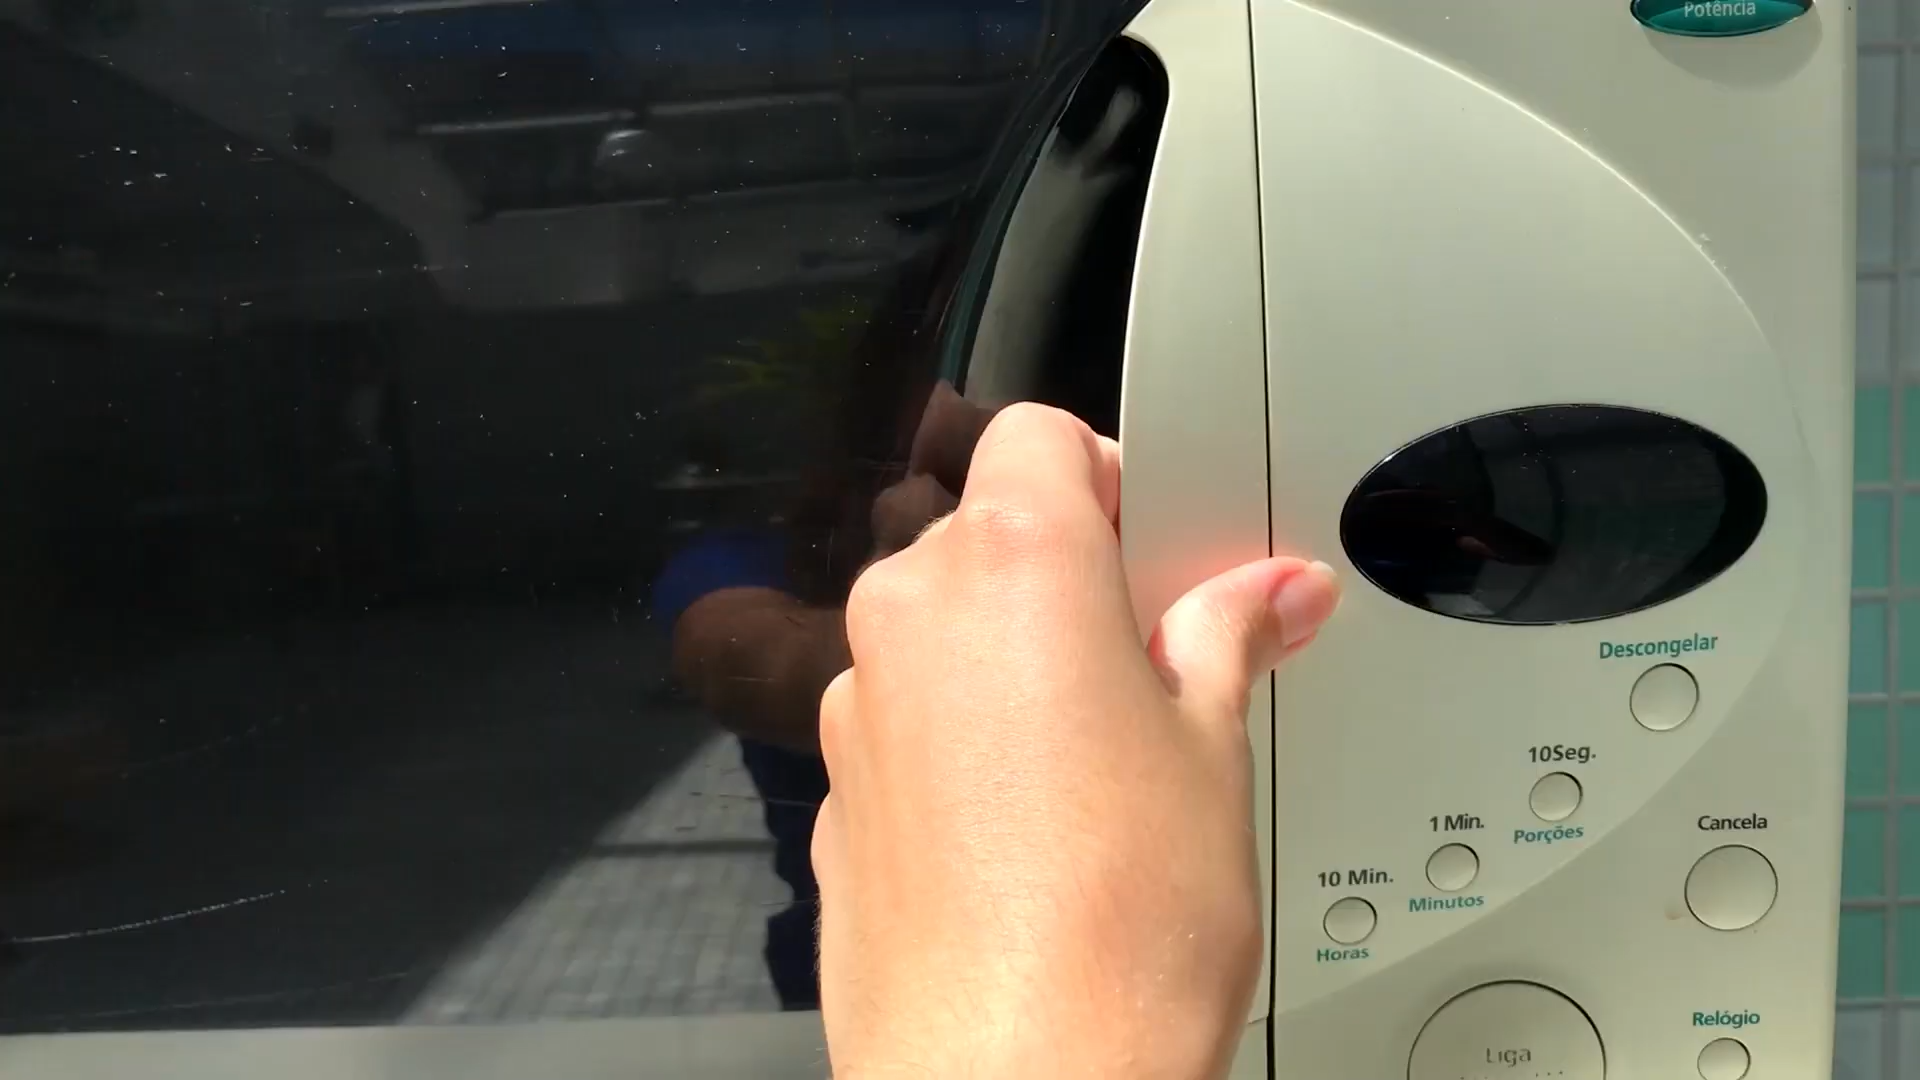 Potência
Descongelar
10Seg.
Porções
1 Min.
Minutos
10 Min.
Horas
Cancela
Relógio
Liga